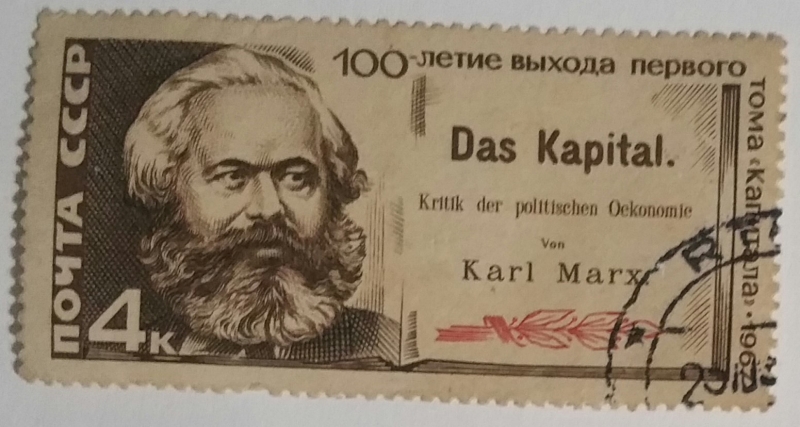 ПОЧТА СССР
4к
100-летие выхода первого
тома «Капитала»·1967
Das Kapital.
Kritik der politischen Oekonomie
Von
Karl Marx.